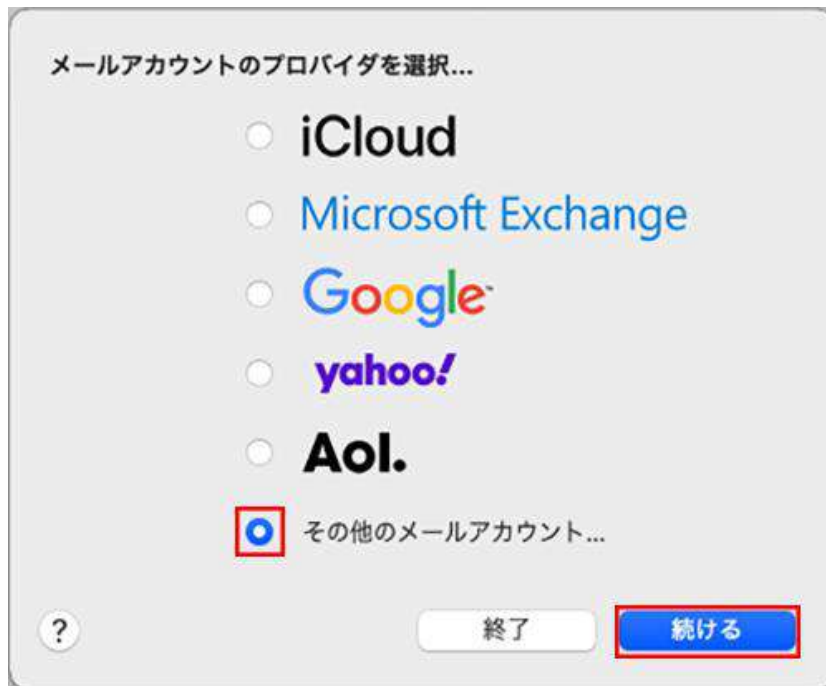 メールアカウントのプロバイダを選択...
iCloud
Microsoft Exchange
Google™
yahoo!
Aol.
その他のメールアカウント...
? 終了 続ける